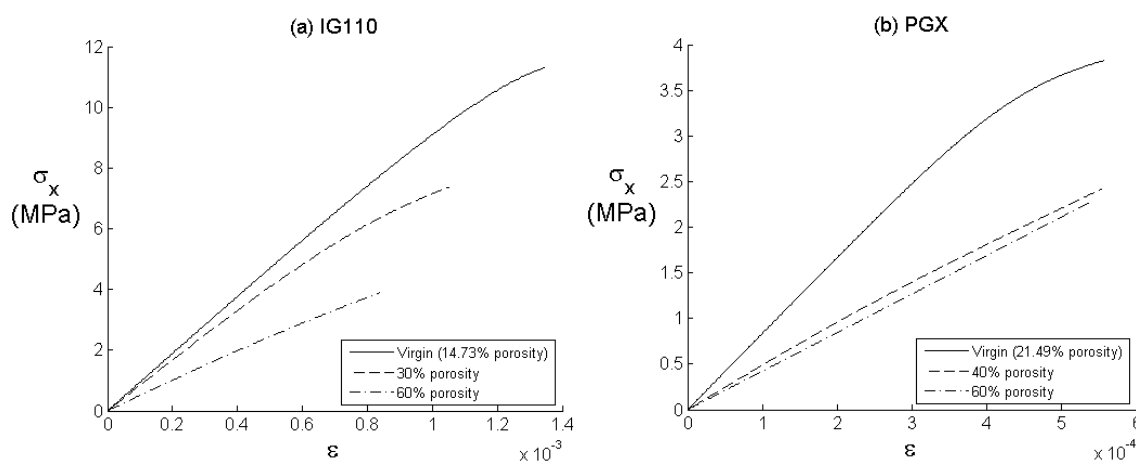 (a) IG110
12
10
8
6
4
2
0
σx
(MPa)
0 0.2 0.4 0.6 0.8 1 1.2 1.4
x 10⁻³
ε
Virgin (14.73% porosity)
30% porosity
60% porosity
(b) PGX
4
3.5
3
2.5
2
1.5
1
0.5
0
σx
(MPa)
0 1 2 3 4 5 6
x 10⁻⁴
ε
Virgin (21.49% porosity)
40% porosity
60% porosity